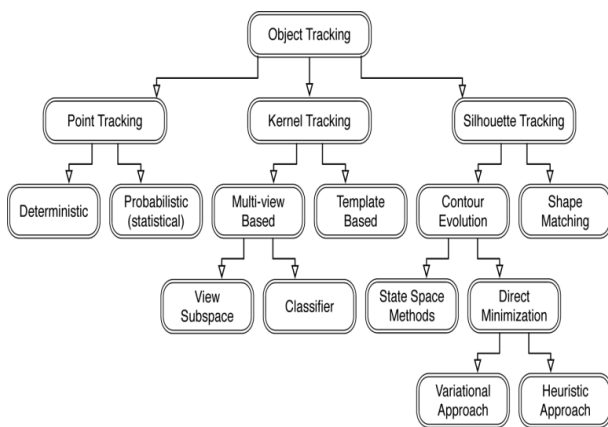 Object Tracking
Point Tracking
Kernel Tracking
Silhouette Tracking
Deterministic
Probabilistic
(statistical)
Multi-view
Based
Template
Based
Contour
Evolution
Shape
Matching
View
Subspace
Classifier
State Space
Methods
Direct
Minimization
Variational
Approach
Heuristic
Approach